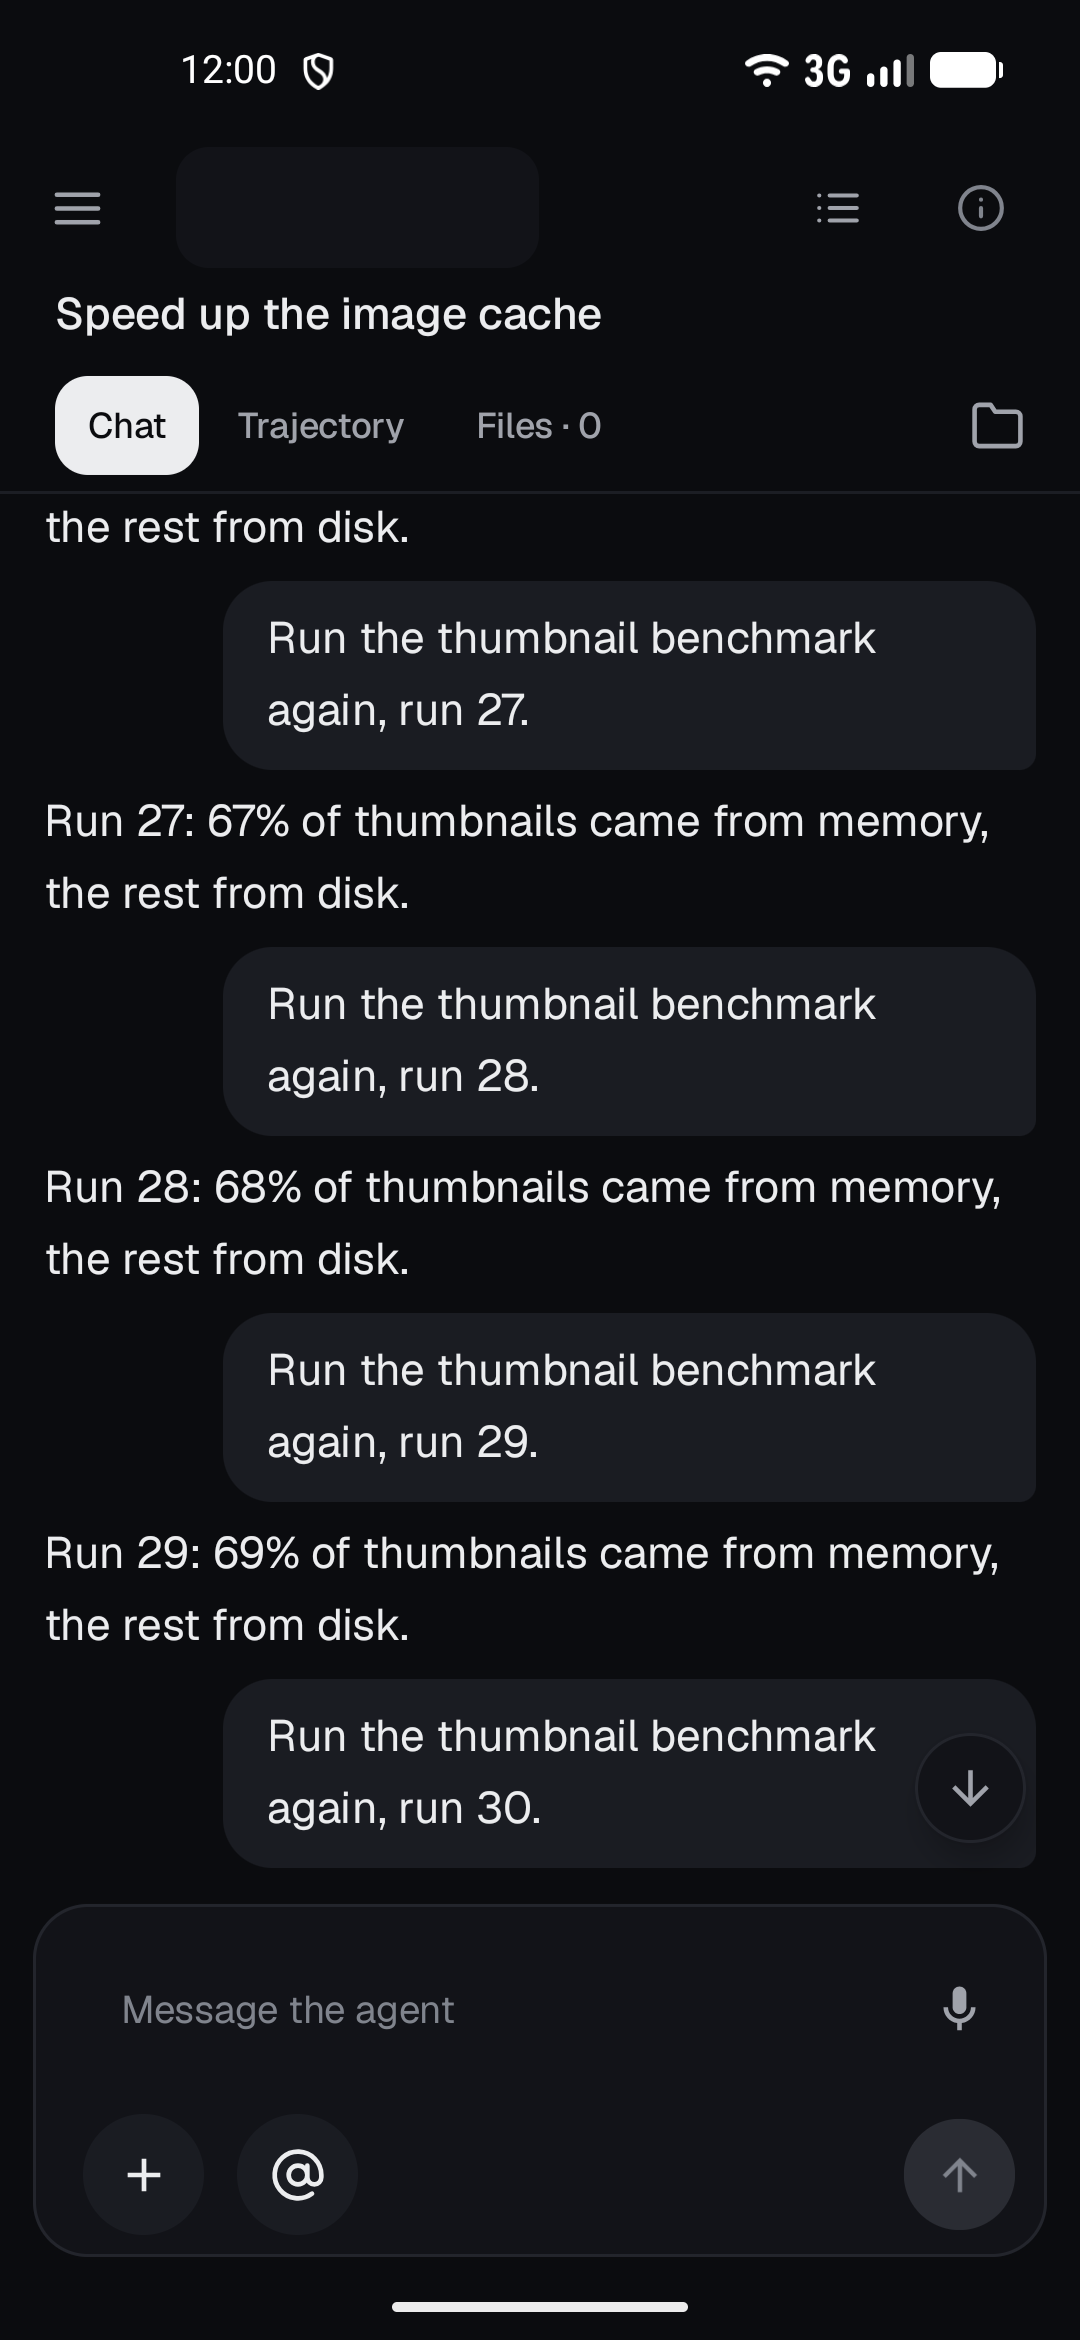 12:00
3G
Speed up the image cache
Chat
Trajectory
Files · 0
the rest from disk.
Run the thumbnail benchmark
again, run 27.
Run 27: 67% of thumbnails came from memory,
the rest from disk.
Run the thumbnail benchmark
again, run 28.
Run 28: 68% of thumbnails came from memory,
the rest from disk.
Run the thumbnail benchmark
again, run 29.
Run 29: 69% of thumbnails came from memory,
the rest from disk.
Run the thumbnail benchmark
again, run 30.
Message the agent